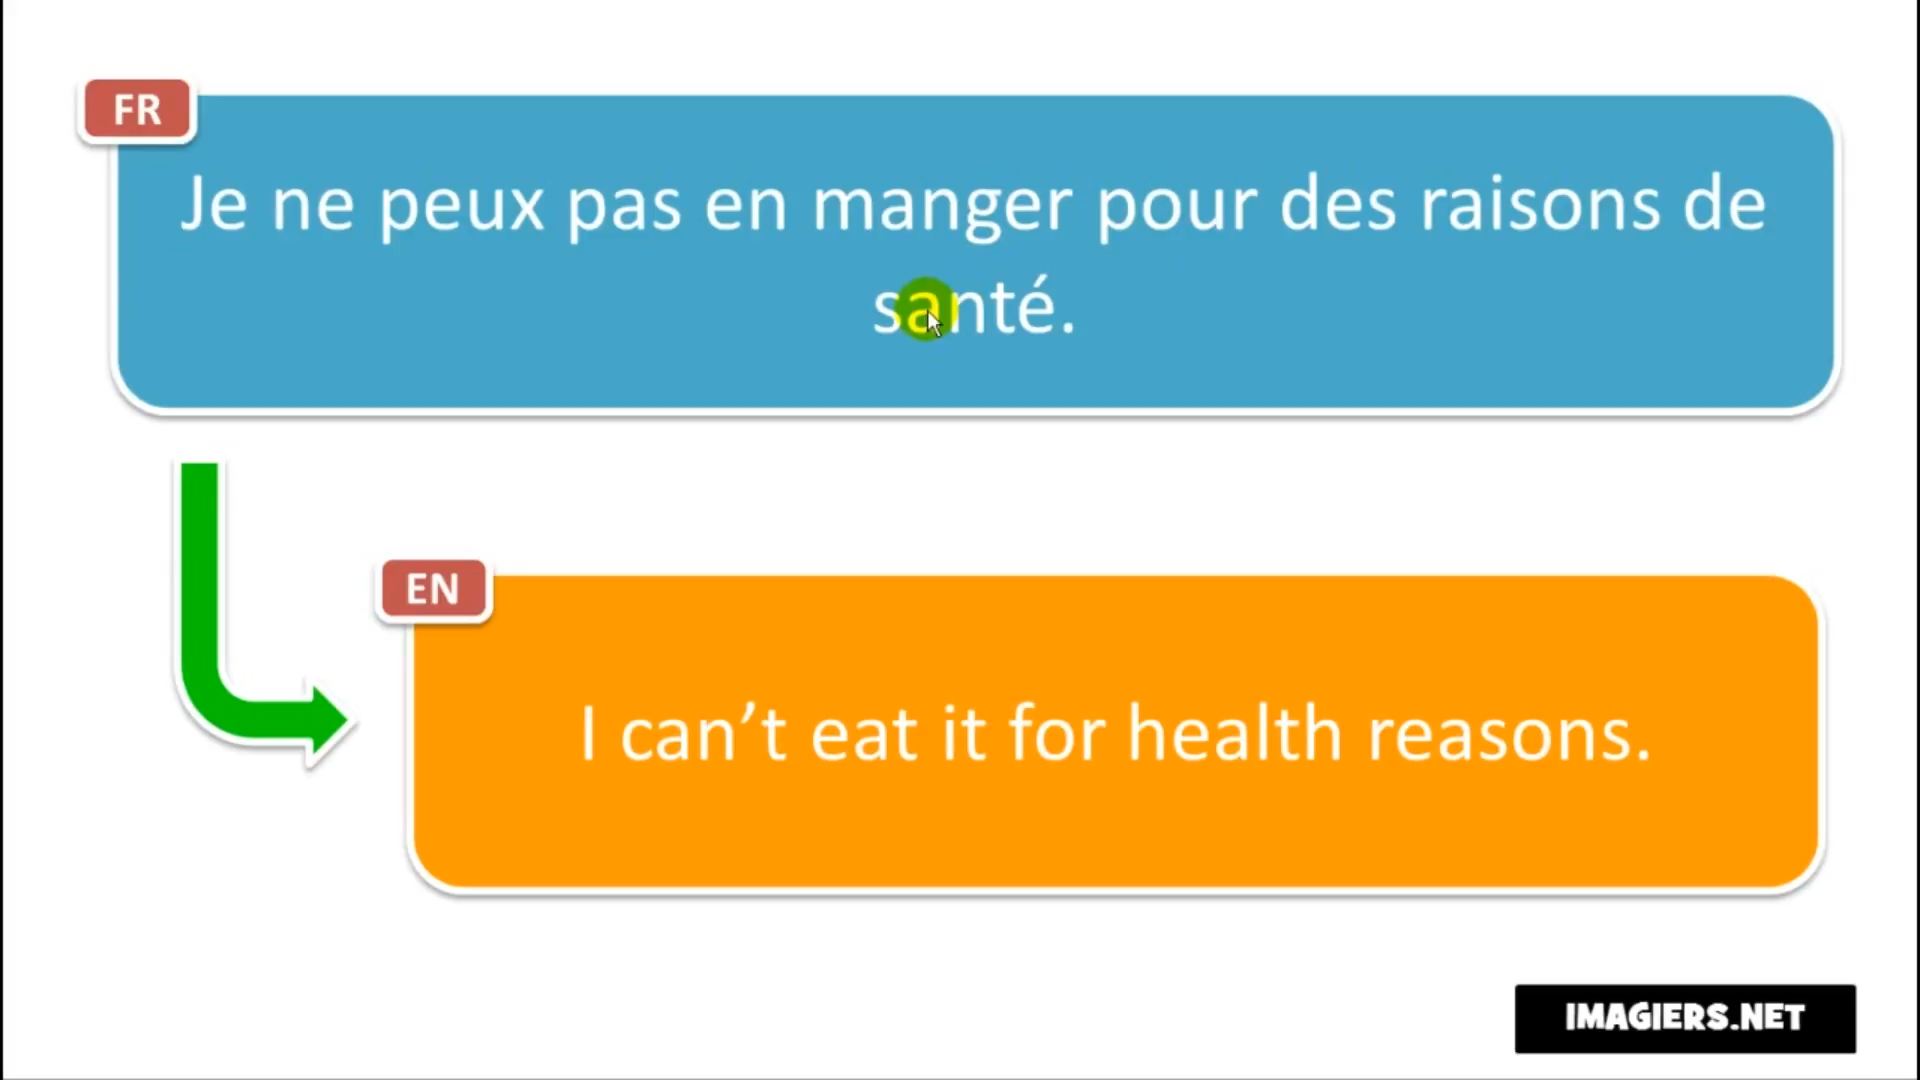 FR
Je ne peux pas en manger pour des raisons de
santé.
EN
I can’t eat it for health reasons.
IMAGIERS.NET